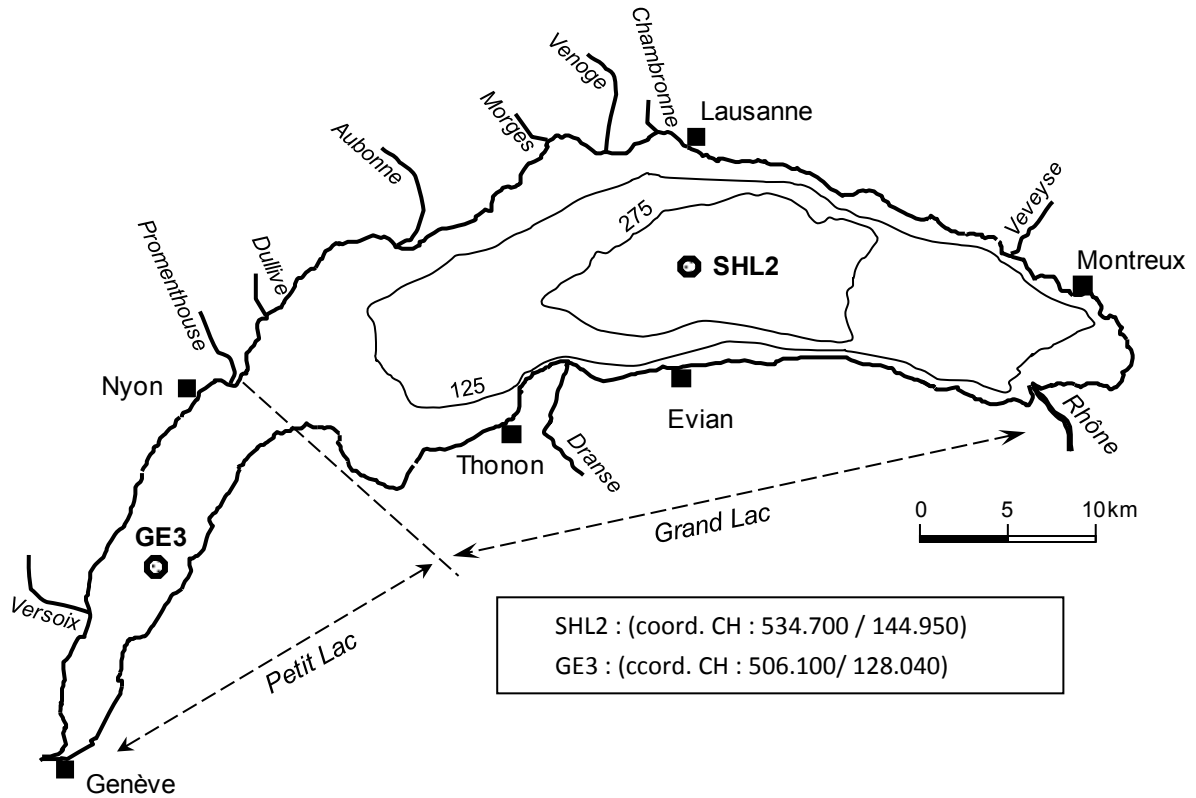 Chambronne
Venoge
Lausanne
Morges
Aubonne
Veveyse
275
Promenthouse
Dullive
SHL2
Montreux
Nyon
125
Evian
Rhône
Thonon
Dranse
GE3
Grand Lac
0 5 10km
Versoix
Petit Lac
SHL2 : (coord. CH : 534.700 / 144.950)
GE3 : (ccord. CH : 506.100/ 128.040)
Genève